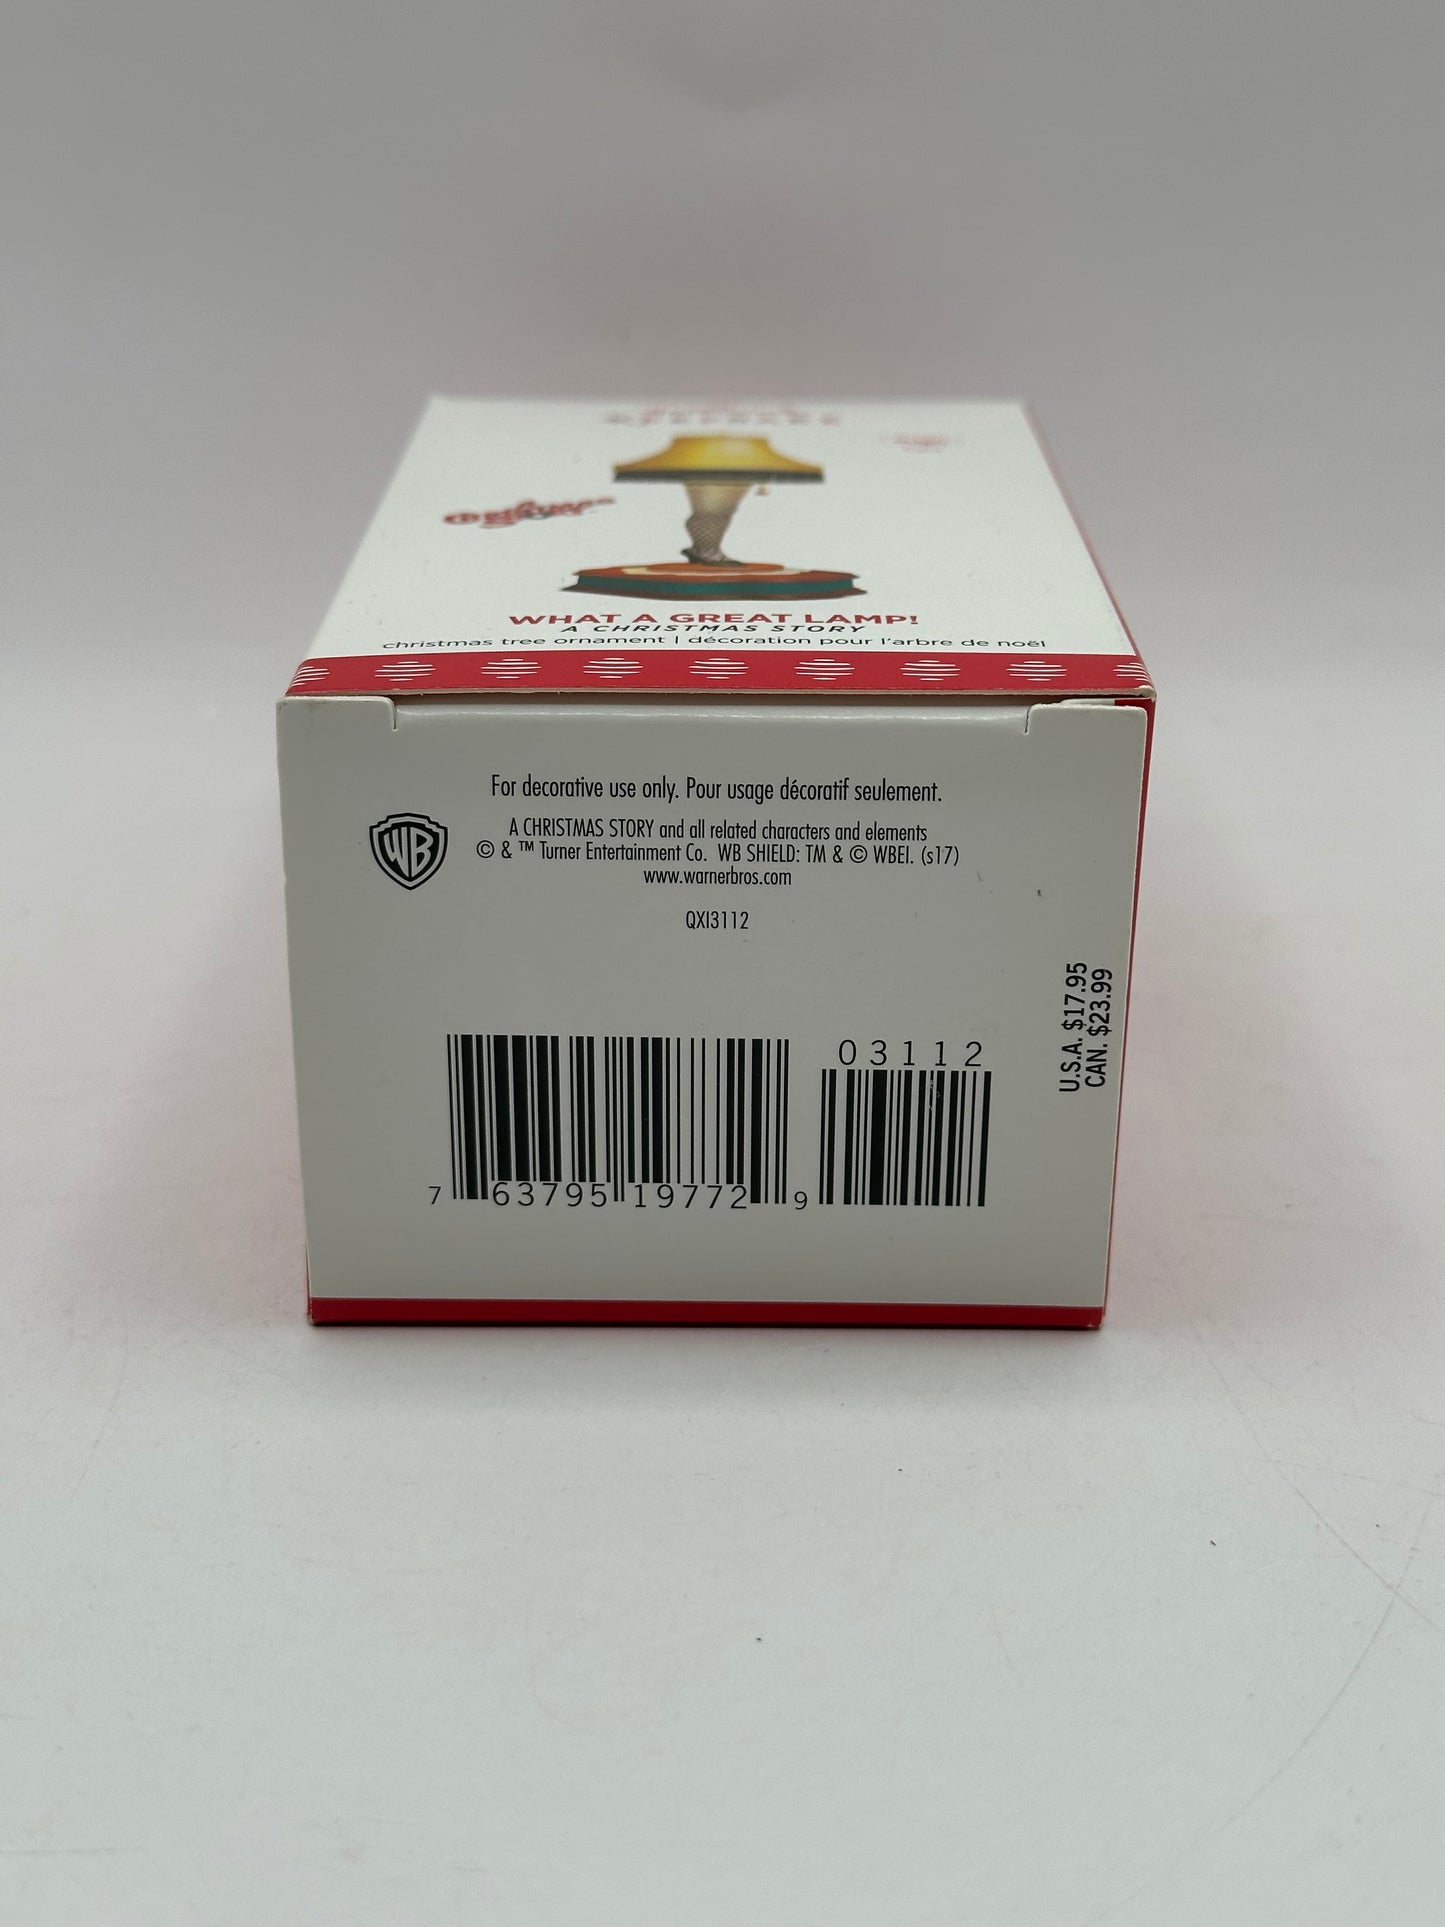 KEEPSAKE
WHAT A GREAT LAMP!
A CHRISTMAS STORY
christmas tree ornament | décoration pour l'arbre de noël
For decorative use only. Pour usage décoratif seulement.
WB
A CHRISTMAS STORY and all related characters and elements
© & ™ Turner Entertainment Co. WB SHIELD: TM & © WBEI. (s17)
www.warnerbros.com
QXI3112
U.S.A. $17.95
CAN. $23.99
03112
7 63795 19772 9